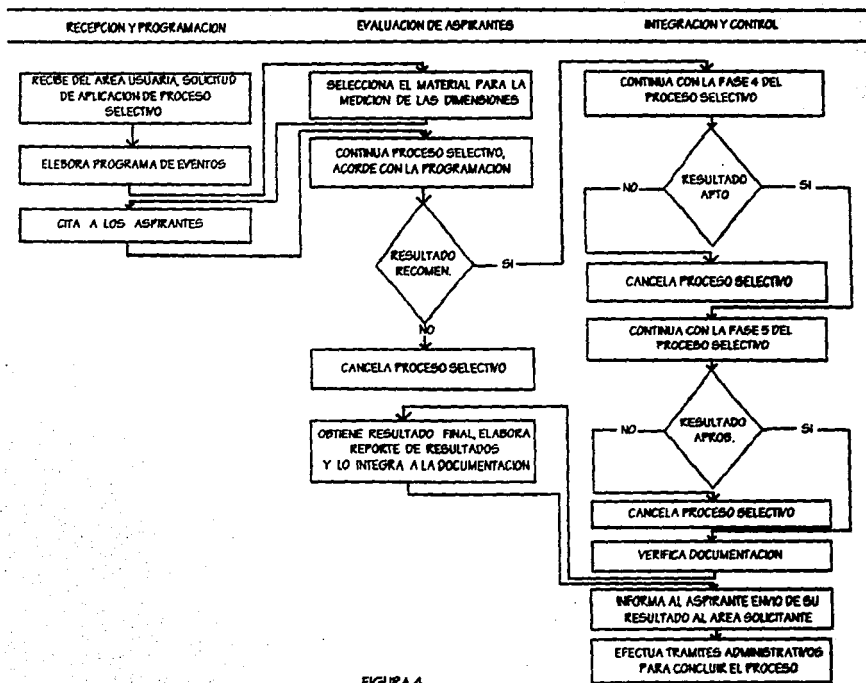 RECEPCION Y PROGRAMACION
EVALUACION DE ASPIRANTES
INTEGRACION Y CONTROL
RECIBE DEL AREA USUARIA, SOLICITUD
DE APLICACION DE PROCESO
SELECTIVO
ELEBORA PROGRAMA DE EVENTOS
CITA A LOS ASPIRANTES
SELECCIONA EL MATERIAL PARA LA
MEDICION DE LAS DIMENSIONES
CONTINUA PROCESO SELECTIVO,
ACORDE CON LA PROGRAMACION
RESULTADO
RECOMEN.
SI
NO
CANCELA PROCESO SELECTIVO
OBTIENE RESULTADO FINAL, ELABORA
REPORTE DE RESULTADOS
Y LO INTEGRA A LA DOCUMENTACION
CONTINUA CON LA FASE 4 DEL
PROCESO SELECTIVO
NO
RESULTADO
APTO
SI
CANCELA PROCESO SELECTIVO
CONTINUA CON LA FASE 5 DEL
PROCESO SELECTIVO
NO
RESULTADO
APROB.
SI
CANCELA PROCESO SELECTIVO
VERIFICA DOCUMENTACION
INFORMA AL ASPIRANTE ENVIO DE SU
RESULTADO AL AREA SOLICITANTE
EFECTUA TRAMITES ADMINISTRATIVOS
PARA CONCLUIR EL PROCESO
FIGURA 4